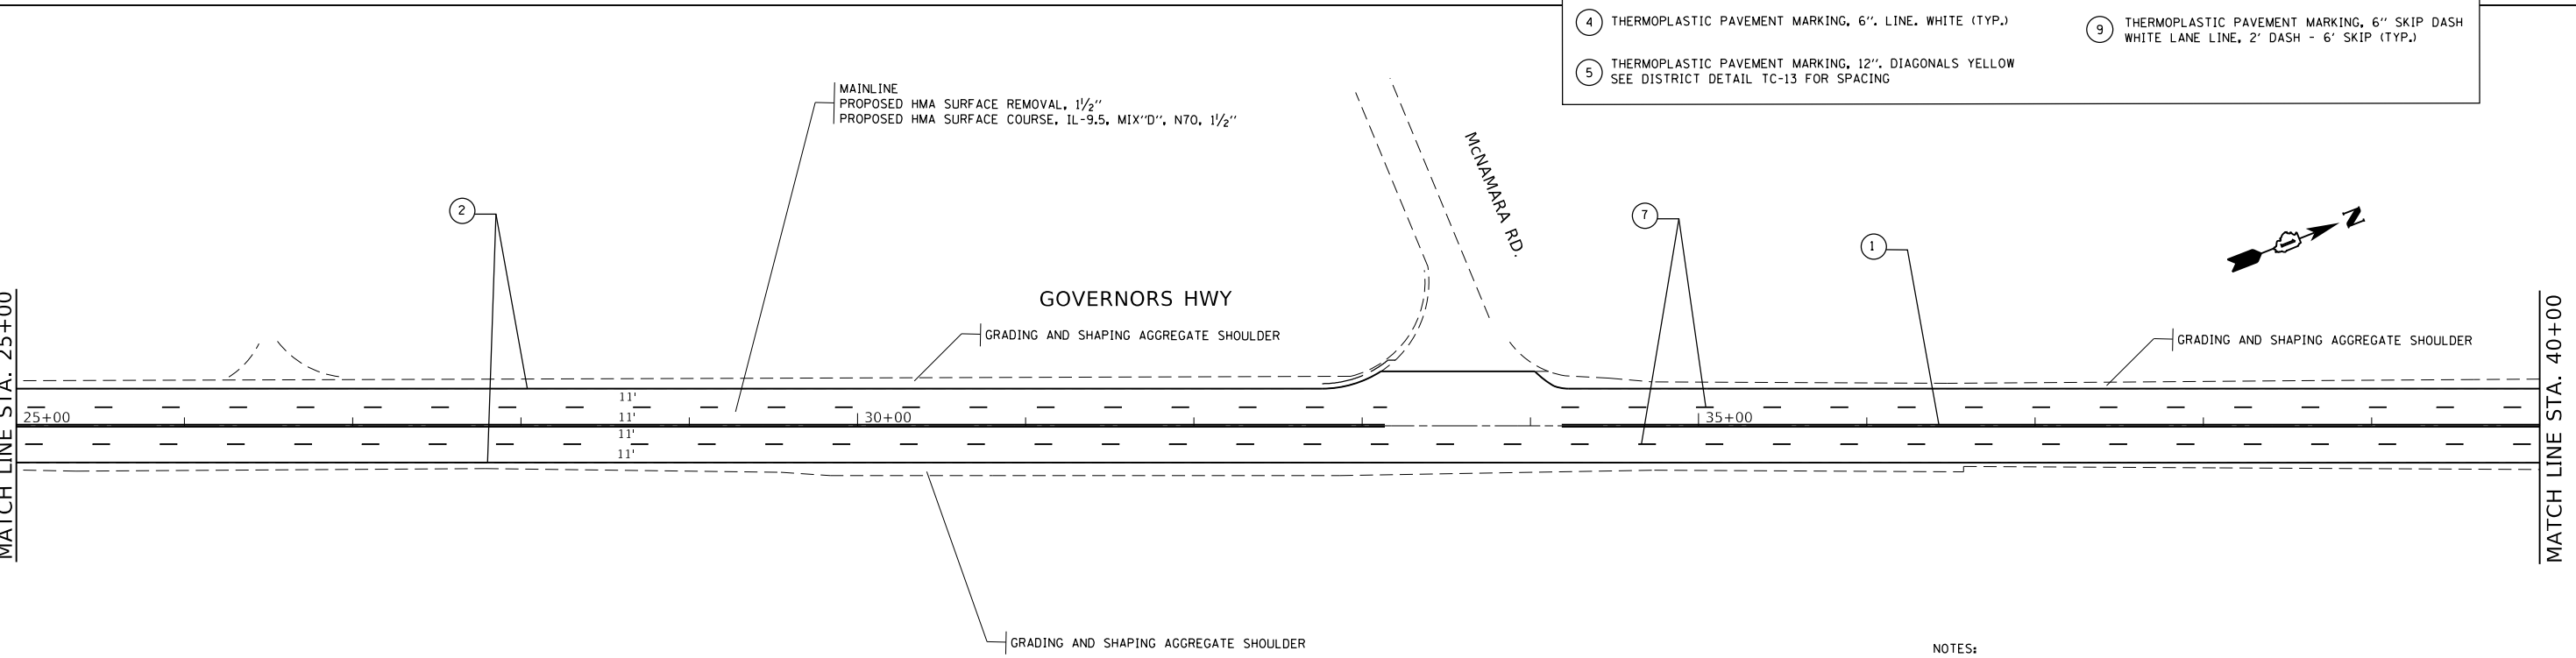 4 THERMOPLASTIC PAVEMENT MARKING, 6". LINE. WHITE (TYP.)
5 THERMOPLASTIC PAVEMENT MARKING, 12". DIAGONALS YELLOW
SEE DISTRICT DETAIL TC-13 FOR SPACING
9 THERMOPLASTIC PAVEMENT MARKING, 6" SKIP DASH
WHITE LANE LINE, 2' DASH - 6' SKIP (TYP.)
MAINLINE
PROPOSED HMA SURFACE REMOVAL, 1½"
PROPOSED HMA SURFACE COURSE, IL-9.5, MIX"D", N70, 1½"
McNAMARA RD.
2
7
1
N
GOVERNORS HWY
GRADING AND SHAPING AGGREGATE SHOULDER
GRADING AND SHAPING AGGREGATE SHOULDER
MATCH LINE STA. 25+00
25+00
11'
11'
11'
11'
30+00
35+00
MATCH LINE STA. 40+00
GRADING AND SHAPING AGGREGATE SHOULDER
NOTES: